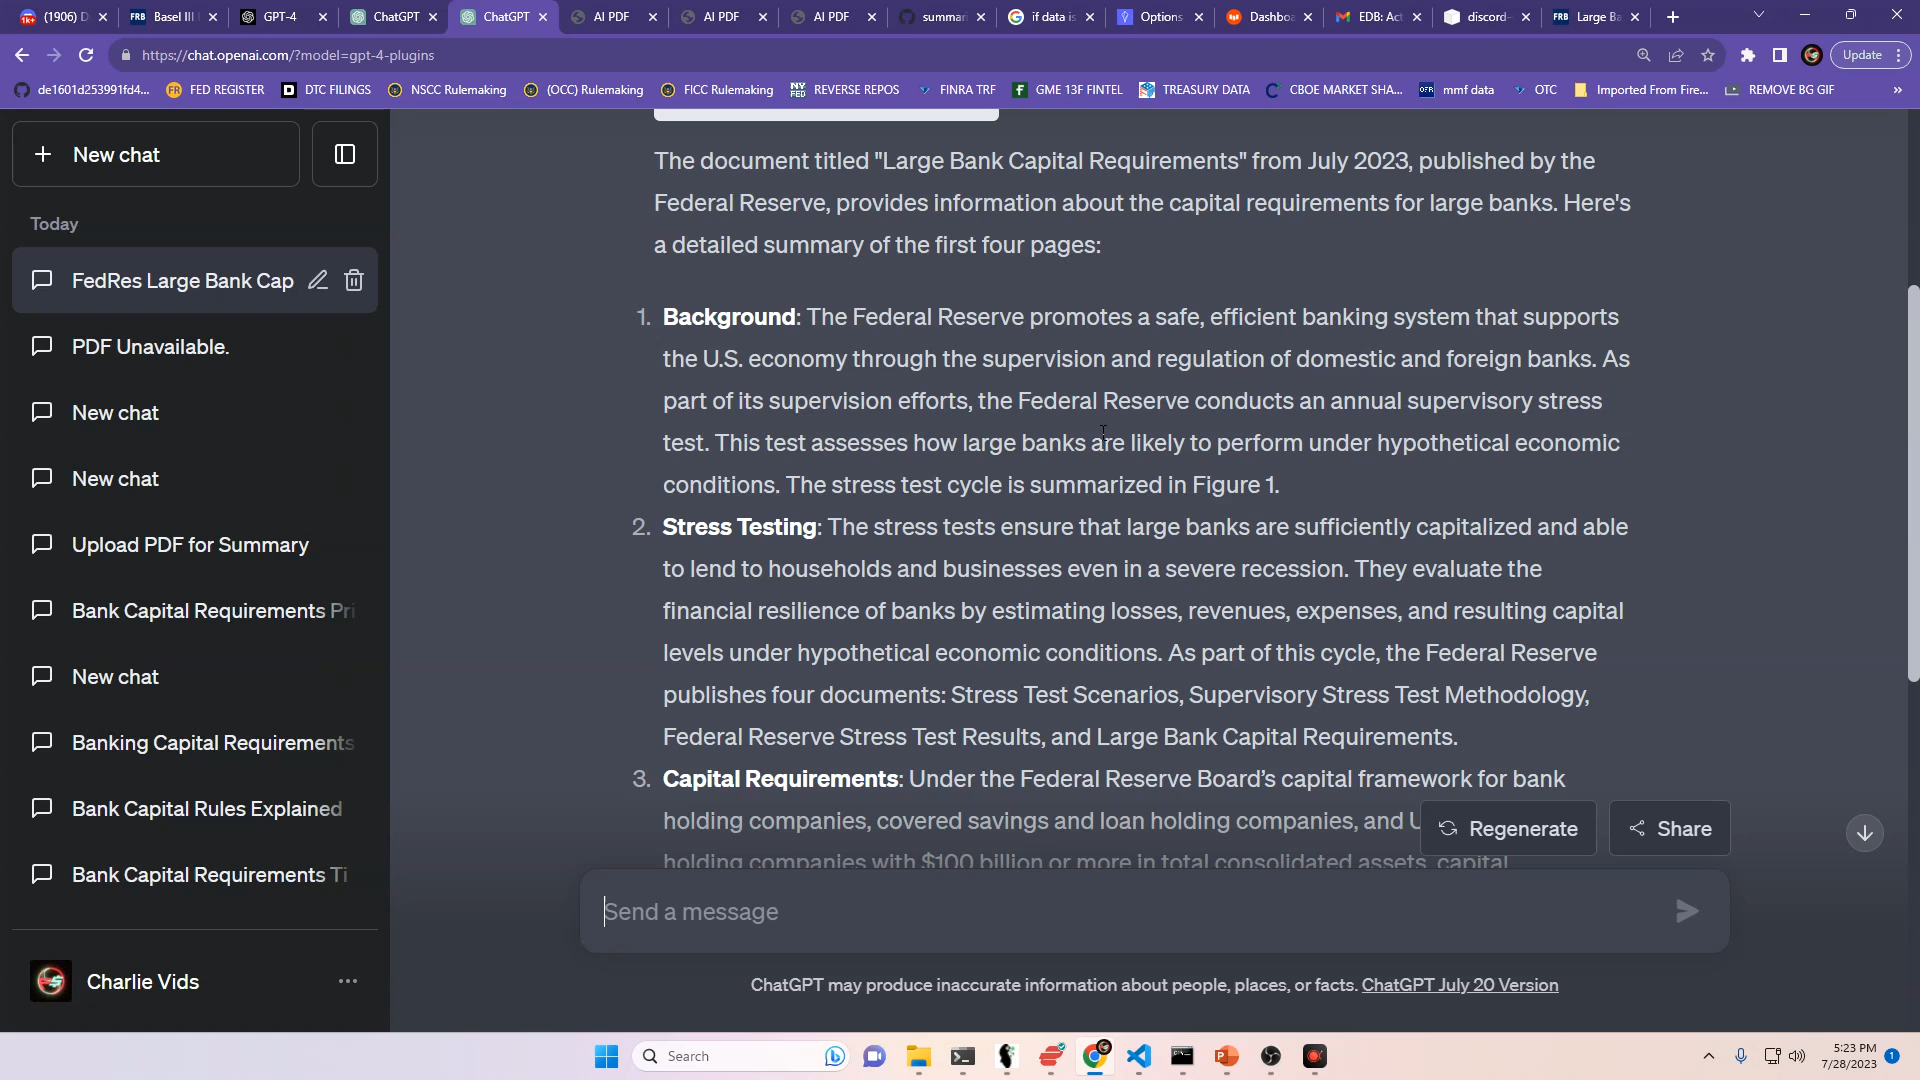 (1906) D
Basel III
GPT-4
ChatGPT
ChatGPT
AI PDF
AI PDF
AI PDF
summar
if data is
Options
Dashbo
EDB: Act
discord-
Large Ba
https://chat.openai.com/?model=gpt-4-plugins
Update
de1601d253991fd4...
FED REGISTER
DTC FILINGS
NSCC Rulemaking
(OCC) Rulemaking
FICC Rulemaking
REVERSE REPOS
FINRA TRF
GME 13F FINTEL
TREASURY DATA
CBOE MARKET SHA...
mmf data
OTC
Imported From Fire...
REMOVE BG GIF
»
New chat
Today
FedRes Large Bank Cap
PDF Unavailable.
New chat
New chat
Upload PDF for Summary
Bank Capital Requirements Pri
New chat
Banking Capital Requirements
Bank Capital Rules Explained
Bank Capital Requirements Ti
Charlie Vids
The document titled "Large Bank Capital Requirements" from July 2023, published by the
Federal Reserve, provides information about the capital requirements for large banks. Here's
a detailed summary of the first four pages:
1. Background: The Federal Reserve promotes a safe, efficient banking system that supports
the U.S. economy through the supervision and regulation of domestic and foreign banks. As
part of its supervision efforts, the Federal Reserve conducts an annual supervisory stress
test. This test assesses how large banks are likely to perform under hypothetical economic
conditions. The stress test cycle is summarized in Figure 1.
2. Stress Testing: The stress tests ensure that large banks are sufficiently capitalized and able
to lend to households and businesses even in a severe recession. They evaluate the
financial resilience of banks by estimating losses, revenues, expenses, and resulting capital
levels under hypothetical economic conditions. As part of this cycle, the Federal Reserve
publishes four documents: Stress Test Scenarios, Supervisory Stress Test Methodology,
Federal Reserve Stress Test Results, and Large Bank Capital Requirements.
3. Capital Requirements: Under the Federal Reserve Board's capital framework for bank
holding companies, covered savings and loan holding companies, and U
holding companies with $100 billion or more in total consolidated assets, capital
Regenerate
Share
Send a message
ChatGPT may produce inaccurate information about people, places, or facts. ChatGPT July 20 Version
Search
5:23 PM
7/28/2023
1